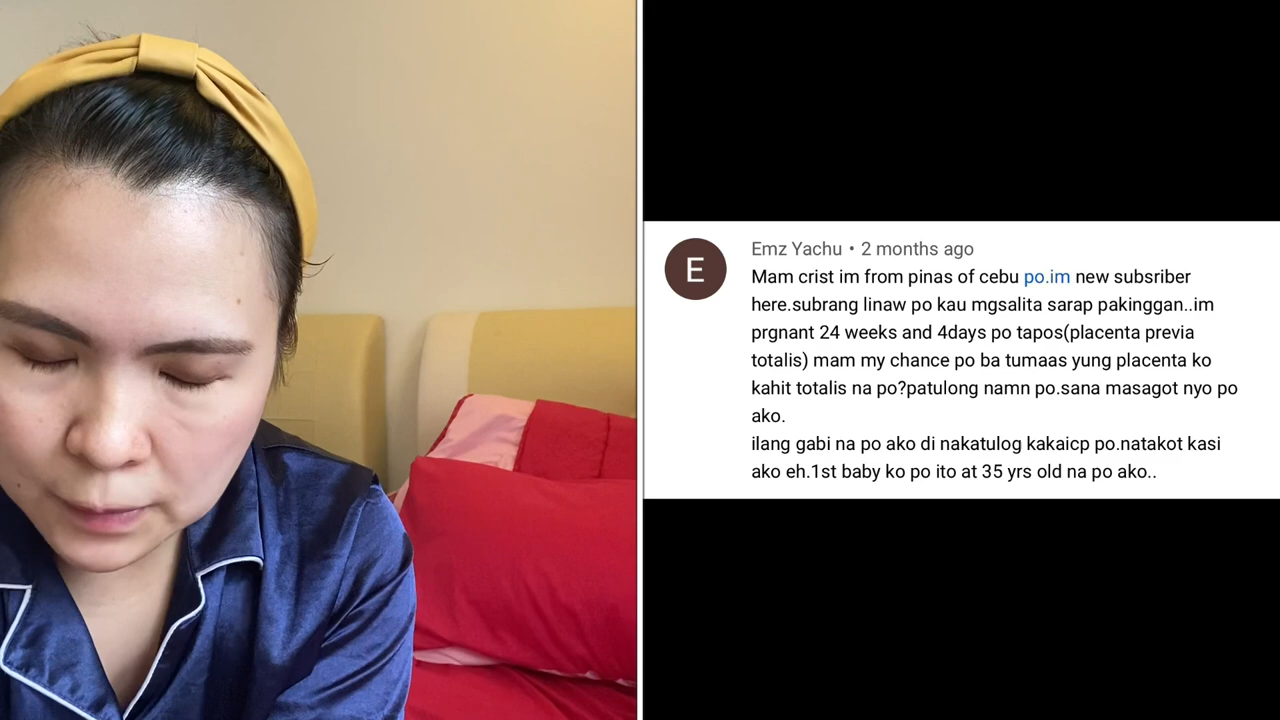 E
Emz Yachu • 2 months ago
Mam crist im from pinas of cebu po.im new subsriber
here.subrang linaw po kau mgsalita sarap pakinggan..im
prgnant 24 weeks and 4days po tapos(placenta previa
totalis) mam my chance po ba tumaas yung placenta ko
kahit totalis na po?patulong namn po.sana masagot nyo po
ako.
ilang gabi na po ako di nakatulog kakaicp po.natakot kasi
ako eh.1st baby ko po ito at 35 yrs old na po ako..